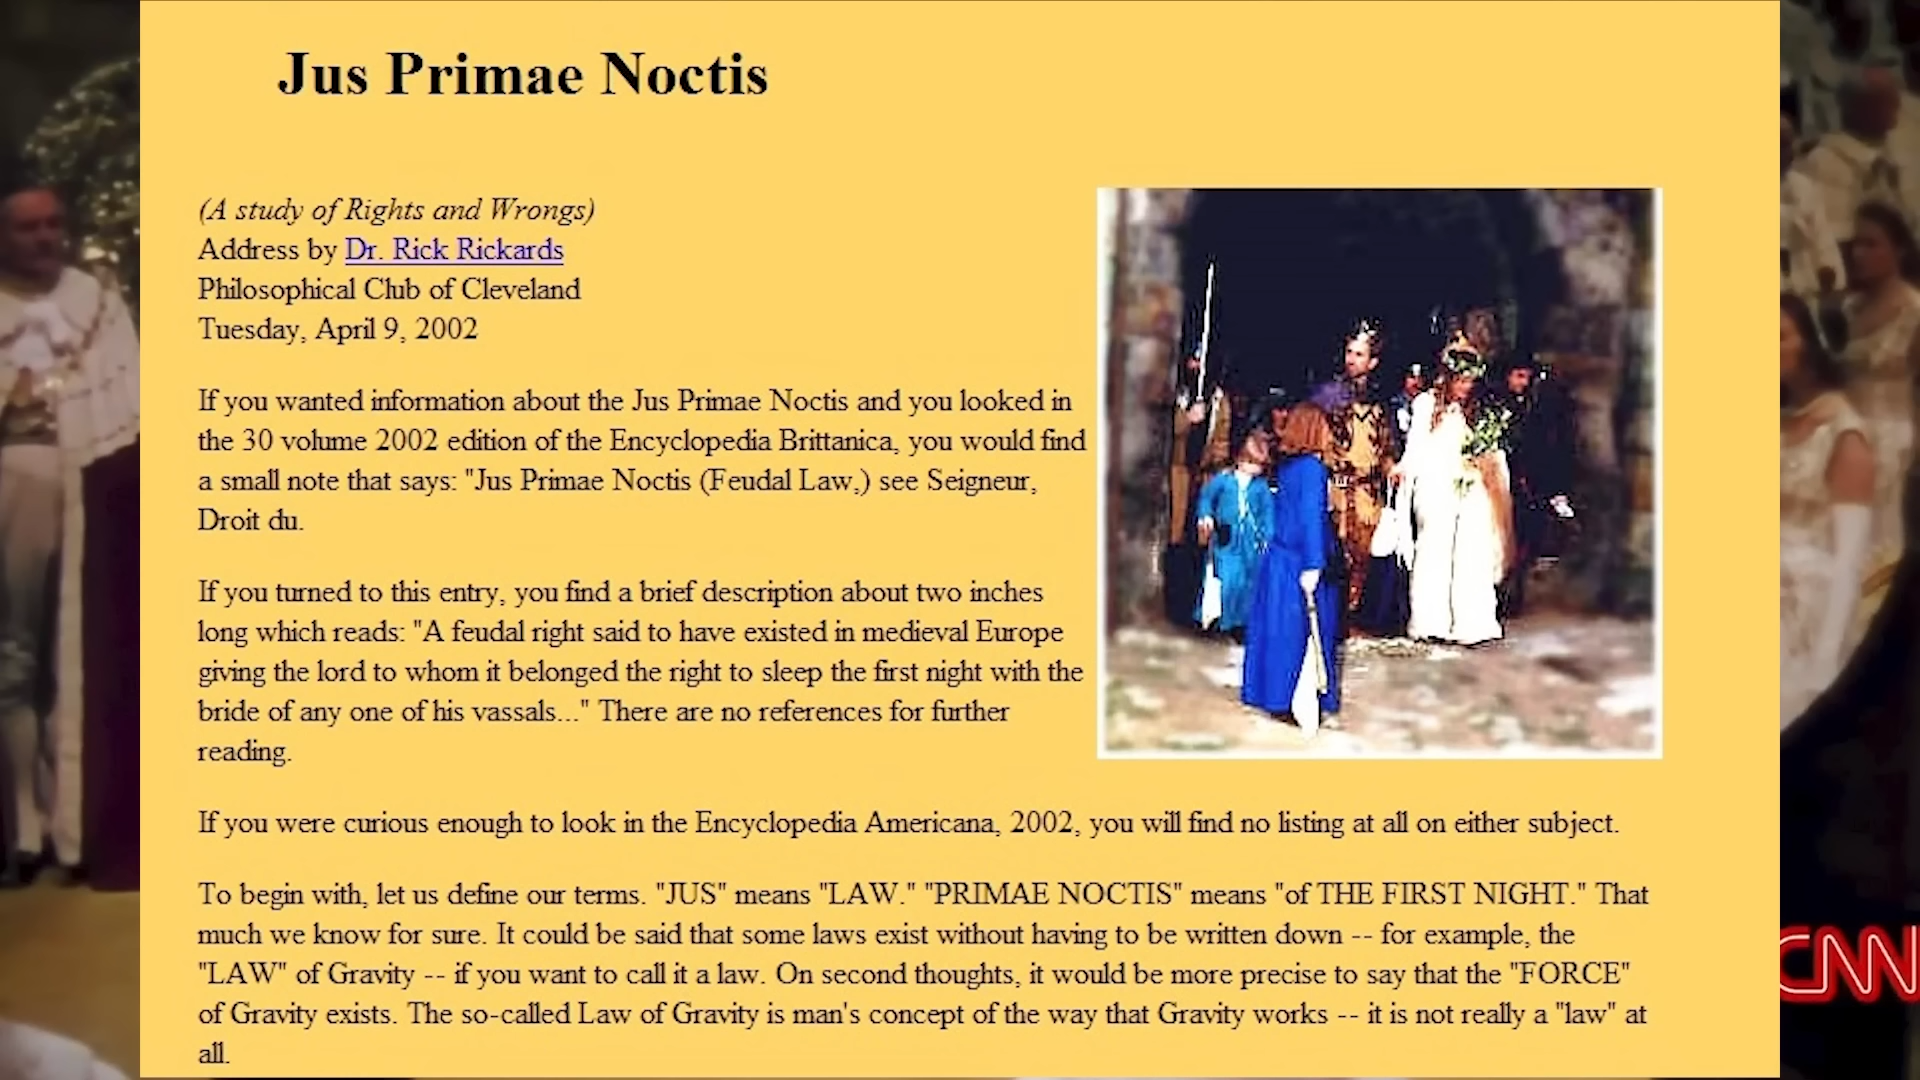 Jus Primae Noctis
(A study of Rights and Wrongs)
Address by Dr. Rick Rickards
Philosophical Club of Cleveland
Tuesday, April 9, 2002
If you wanted information about the Jus Primae Noctis and you looked in
the 30 volume 2002 edition of the Encyclopedia Brittanica, you would find
a small note that says: "Jus Primae Noctis (Feudal Law,) see Seigneur,
Droit du.
If you turned to this entry, you find a brief description about two inches
long which reads: "A feudal right said to have existed in medieval Europe
giving the lord to whom it belonged the right to sleep the first night with the
bride of any one of his vassals..." There are no references for further
reading.
If you were curious enough to look in the Encyclopedia Americana, 2002, you will find no listing at all on either subject.
To begin with, let us define our terms. "JUS" means "LAW." "PRIMAE NOCTIS" means "of THE FIRST NIGHT." That
much we know for sure. It could be said that some laws exist without having to be written down -- for example, the
"LAW" of Gravity -- if you want to call it a law. On second thoughts, it would be more precise to say that the "FORCE"
of Gravity exists. The so-called Law of Gravity is man's concept of the way that Gravity works -- it is not really a "law" at
all.
CNN